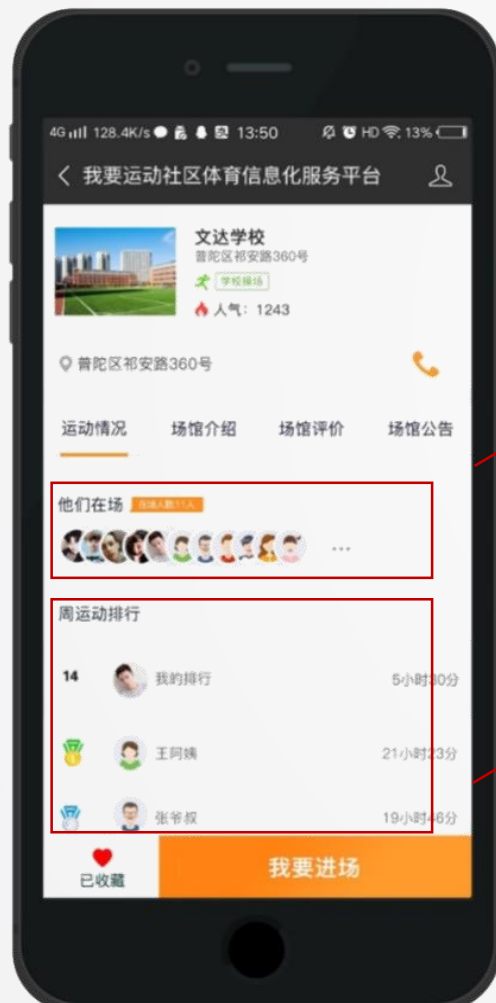 4G 128.4K/s 13:50 HD 13%
我要运动社区体育信息化服务平台
文达学校
普陀区祁安路360号
学校操场
人气：1243
普陀区祁安路360号
运动情况 场馆介绍 场馆评价 场馆公告
他们在场 在场人数11人
...
周运动排行
14 我的排行 5小时30分
王阿姨 21小时23分
张爷叔 19小时46分
已收藏 我要进场